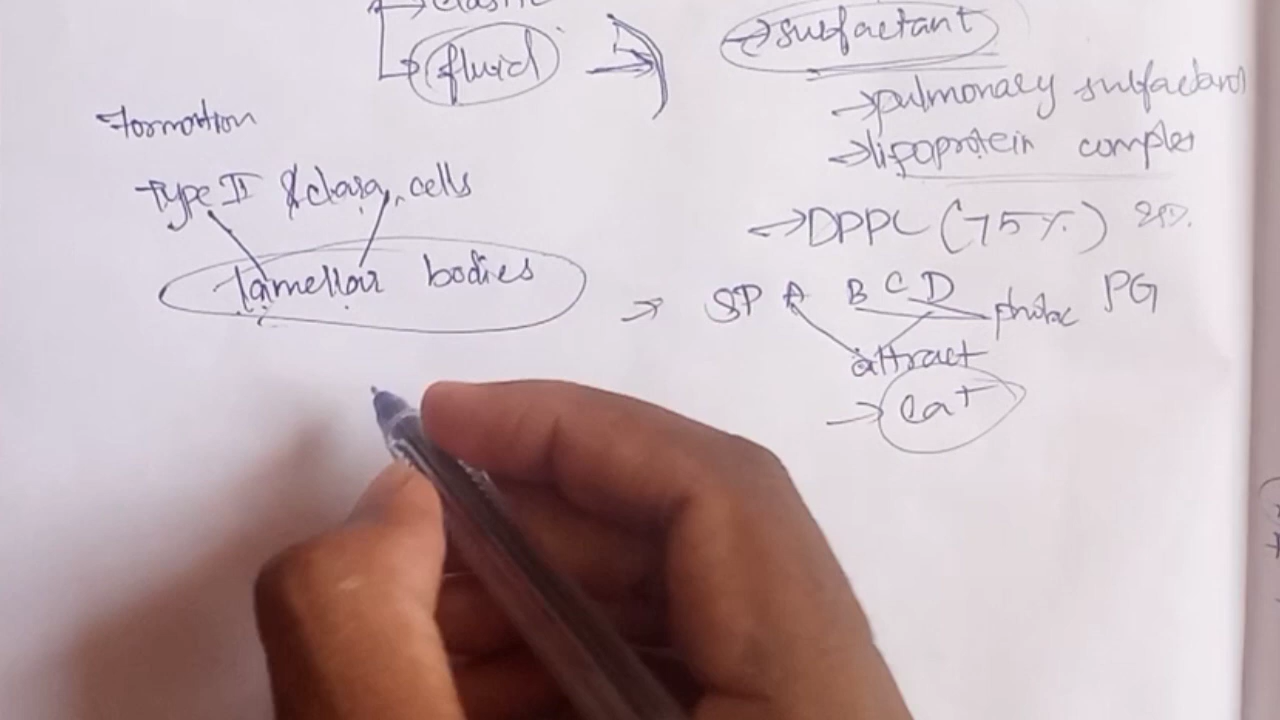 → fluid
→ surfactant
→ pulmonary surfactant
→ lipoprotein complex
→ DPPC (75%)
Formation
Type II & clara cells
lamellar bodies
→ SP A B C D phobic PG
attract
→ Ca+